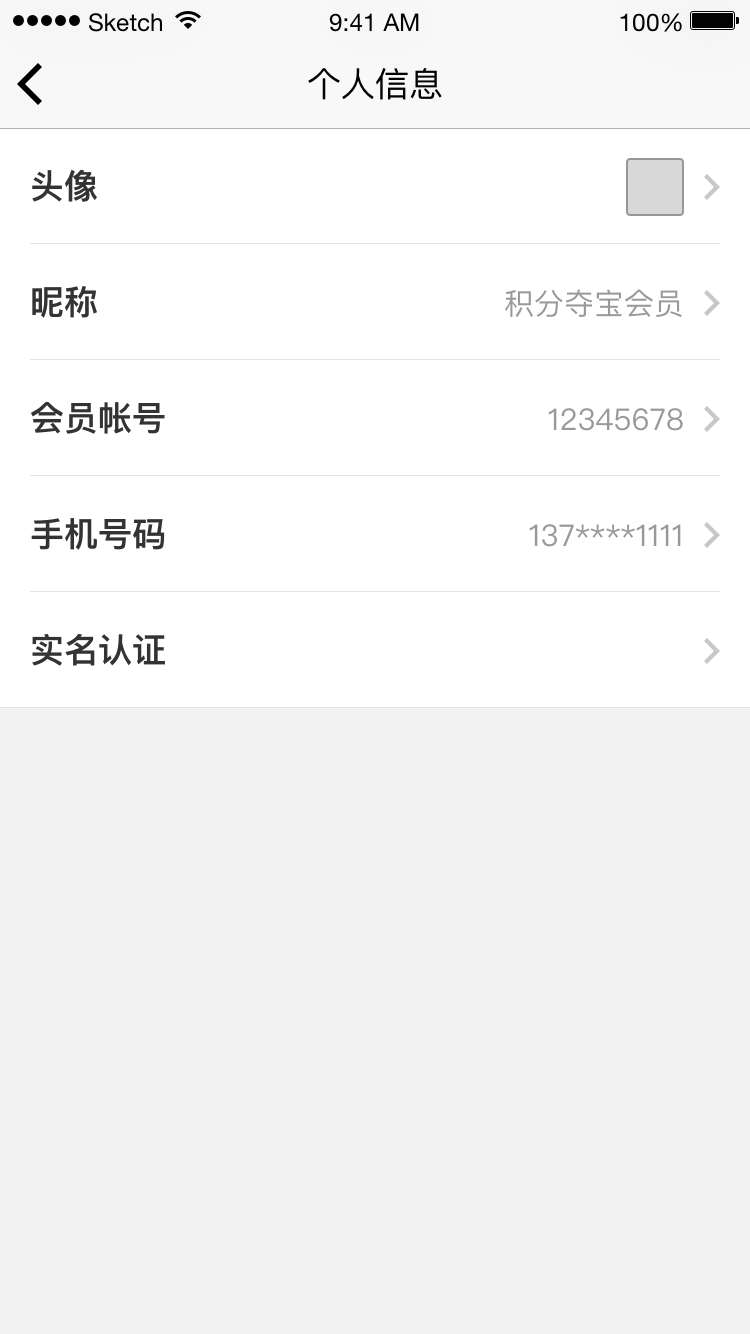 Sketch 9:41 AM 100%
个人信息
头像
昵称 积分夺宝会员
会员帐号 12345678
手机号码 137****1111
实名认证